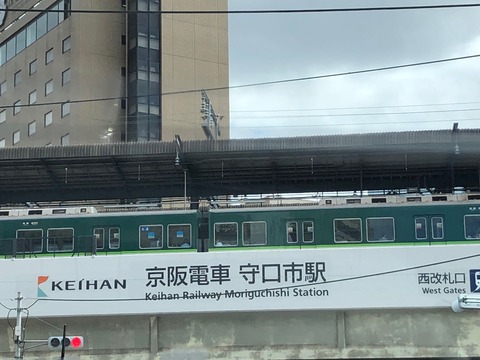 KEIHAN
京阪電車 守口市駅
Keihan Railway Moriguchishi Station
西改札口
West Gates